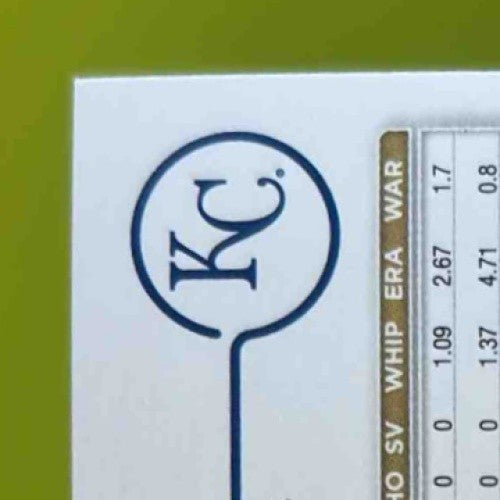 KC.
HO SV WHIP ERA WAR
0 0 1.09 2.67 1.7
0 0 1.37 4.71 0.8